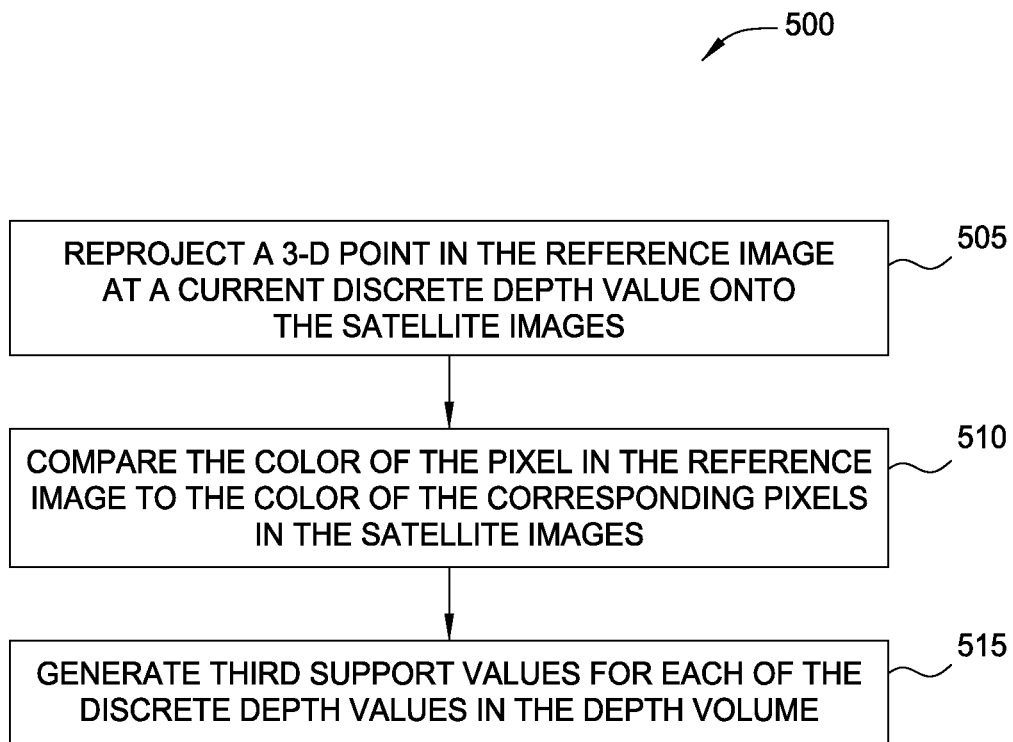 500
REPROJECT A 3-D POINT IN THE REFERENCE IMAGE
AT A CURRENT DISCRETE DEPTH VALUE ONTO
THE SATELLITE IMAGES
505
COMPARE THE COLOR OF THE PIXEL IN THE REFERENCE
IMAGE TO THE COLOR OF THE CORRESPONDING PIXELS
IN THE SATELLITE IMAGES
510
GENERATE THIRD SUPPORT VALUES FOR EACH OF THE
DISCRETE DEPTH VALUES IN THE DEPTH VOLUME
515